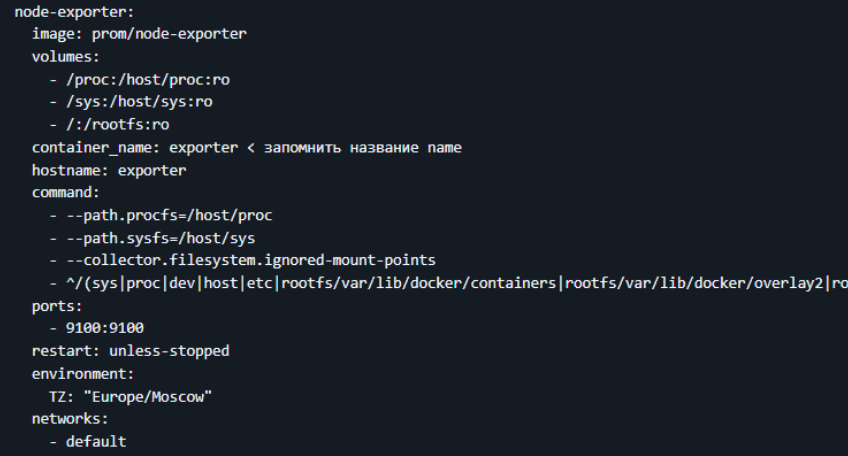 node-exporter:
image: prom/node-exporter
volumes:
- /proc:/host/proc:ro
- /sys:/host/sys:ro
- /:/rootfs:ro
container_name: exporter < запомнить название name
hostname: exporter
command:
- --path.procfs=/host/proc
- --path.sysfs=/host/sys
- --collector.filesystem.ignored-mount-points
- ^/(sys|proc|dev|host|etc|rootfs/var/lib/docker/containers|rootfs/var/lib/docker/overlay2|ro
ports:
- 9100:9100
restart: unless-stopped
environment:
TZ: "Europe/Moscow"
networks:
- default